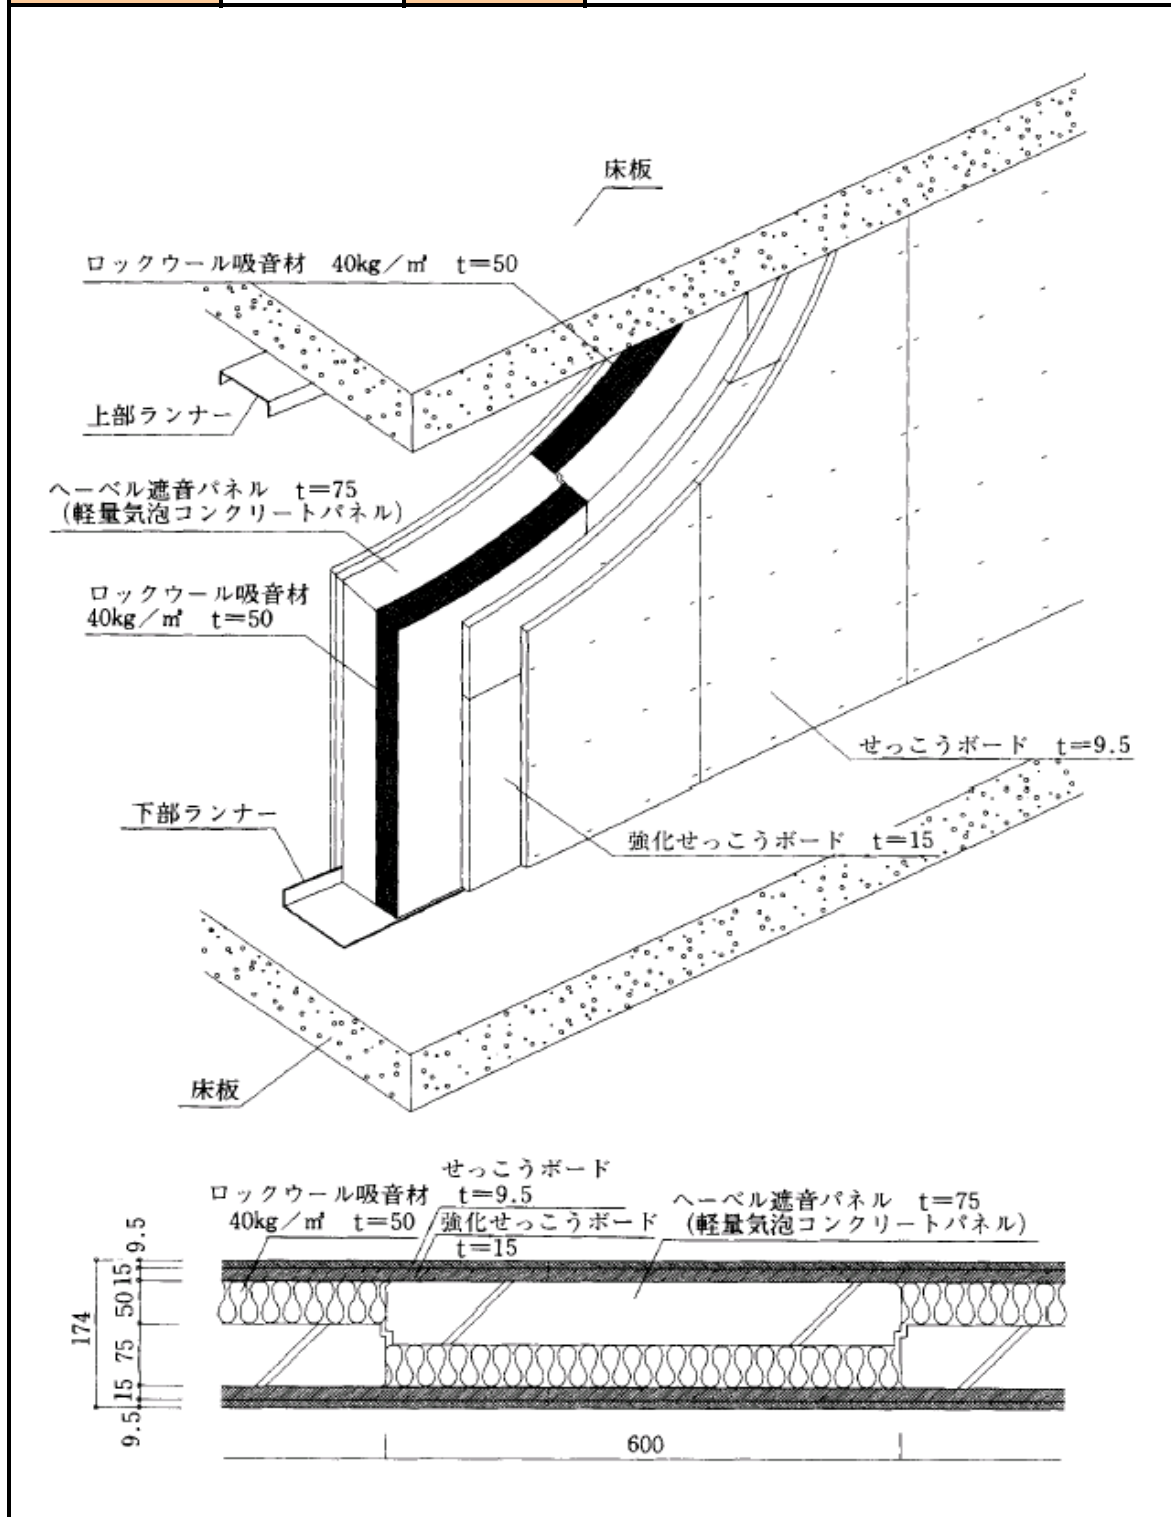 床板
ロックウール吸音材 40kg／㎥ t＝50
上部ランナー
ヘーベル遮音パネル t＝75
（軽量気泡コンクリートパネル）
ロックウール吸音材
40kg／㎥ t＝50
せっこうボード t＝9.5
下部ランナー
強化せっこうボード t＝15
床板
せっこうボード
t＝9.5
ロックウール吸音材
40kg／㎥ t＝50
強化せっこうボード
t＝15
ヘーベル遮音パネル t＝75
（軽量気泡コンクリートパネル）
9.5
15
50
75
15
9.5
174
600